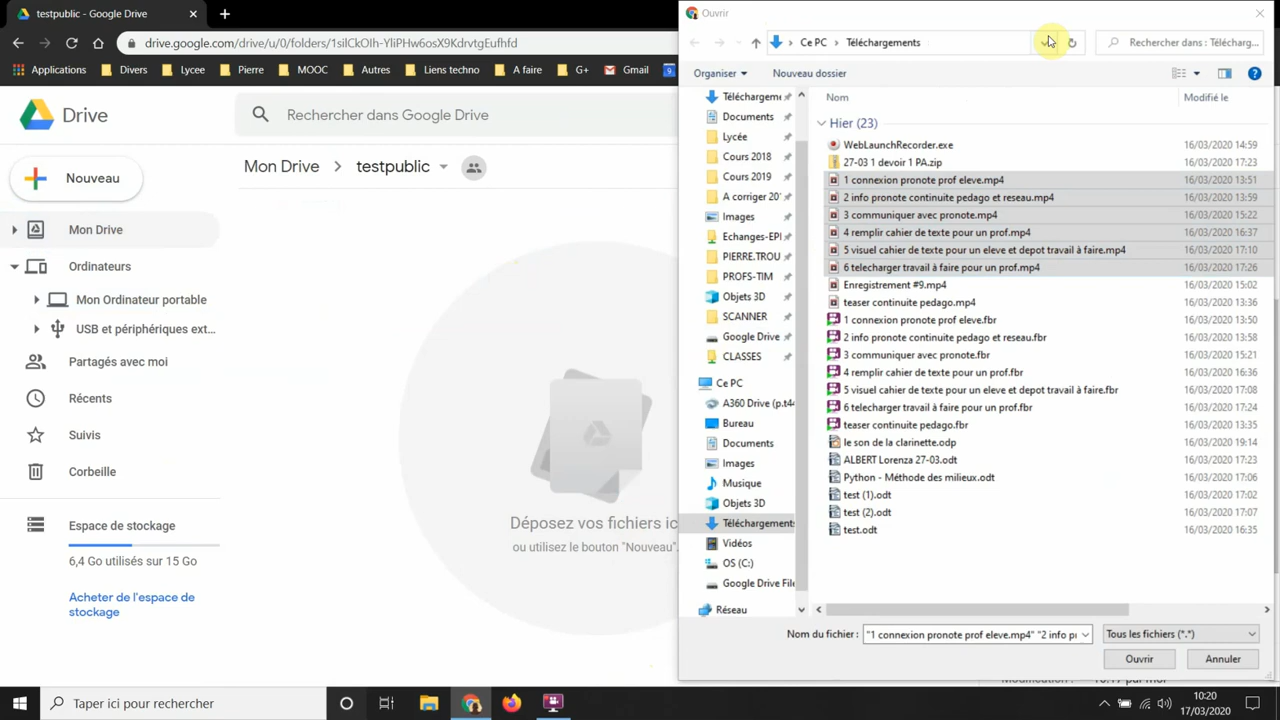 testpublic - Google Drive
drive.google.com/drive/u/0/folders/1silCkOlh-YliPHw6osX9KdrvtgEufhfd
Applications
Divers
Lycée
Pierre
MOOC
Autres
Liens techno
A faire
G+
Gmail
Drive
Rechercher dans Google Drive
Nouveau
Mon Drive
testpublic
Mon Drive
Ordinateurs
Mon Ordinateur portable
USB et périphériques ext...
Partagés avec moi
Récents
Suivis
Corbeille
Espace de stockage
6,4 Go utilisés sur 15 Go
Acheter de l'espace de
stockage
Déposez vos fichiers ic
ou utilisez le bouton "Nouveau".
Ouvrir
Ce PC
Téléchargements
Rechercher dans : Télécharg...
Organiser
Nouveau dossier
Téléchargeme
Documents
Lycée
Cours 2018
Cours 2019
A corriger 20
Images
Echanges-EPI
PIERRE.TROU
PROFS-TIM
Objets 3D
SCANNER
Google Drive
CLASSES
Ce PC
A360 Drive (p.t4
Bureau
Documents
Images
Musique
Objets 3D
Téléchargements
Vidéos
OS (C:)
Google Drive File
Réseau
Nom
Modifié le
Hier (23)
WebLaunchRecorder.exe 16/03/2020 14:59
27-03 1 devoir 1 PA.zip 16/03/2020 17:23
1 connexion pronote prof eleve.mp4 16/03/2020 13:51
2 info pronote continuite pedago et reseau.mp4 16/03/2020 13:59
3 communiquer avec pronote.mp4 16/03/2020 15:22
4 remplir cahier de texte pour un prof.mp4 16/03/2020 16:37
5 visuel cahier de texte pour un eleve et depot travail à faire.mp4 16/03/2020 17:10
6 telecharger travail à faire pour un prof.mp4 16/03/2020 17:26
Enregistrement #9.mp4 16/03/2020 15:02
teaser continuite pedago.mp4 16/03/2020 13:36
1 connexion pronote prof eleve.fbr 16/03/2020 13:50
2 info pronote continuite pedago et reseau.fbr 16/03/2020 13:58
3 communiquer avec pronote.fbr 16/03/2020 15:21
4 remplir cahier de texte pour un prof.fbr 16/03/2020 16:36
5 visuel cahier de texte pour un eleve et depot travail à faire.fbr 16/03/2020 17:08
6 telecharger travail à faire pour un prof.fbr 16/03/2020 17:24
teaser continuite pedago.fbr 16/03/2020 13:35
le son de la clarinette.odp 16/03/2020 19:14
ALBERT Lorenza 27-03.odt 16/03/2020 17:23
Python - Méthode des milieux.odt 16/03/2020 17:06
test (1).odt 16/03/2020 17:02
test (2).odt 16/03/2020 17:07
test.odt 16/03/2020 16:35
Nom du fichier : "1 connexion pronote prof eleve.mp4" "2 info pr
Tous les fichiers (*.*)
Ouvrir
Annuler
Taper ici pour rechercher
10:20
17/03/2020